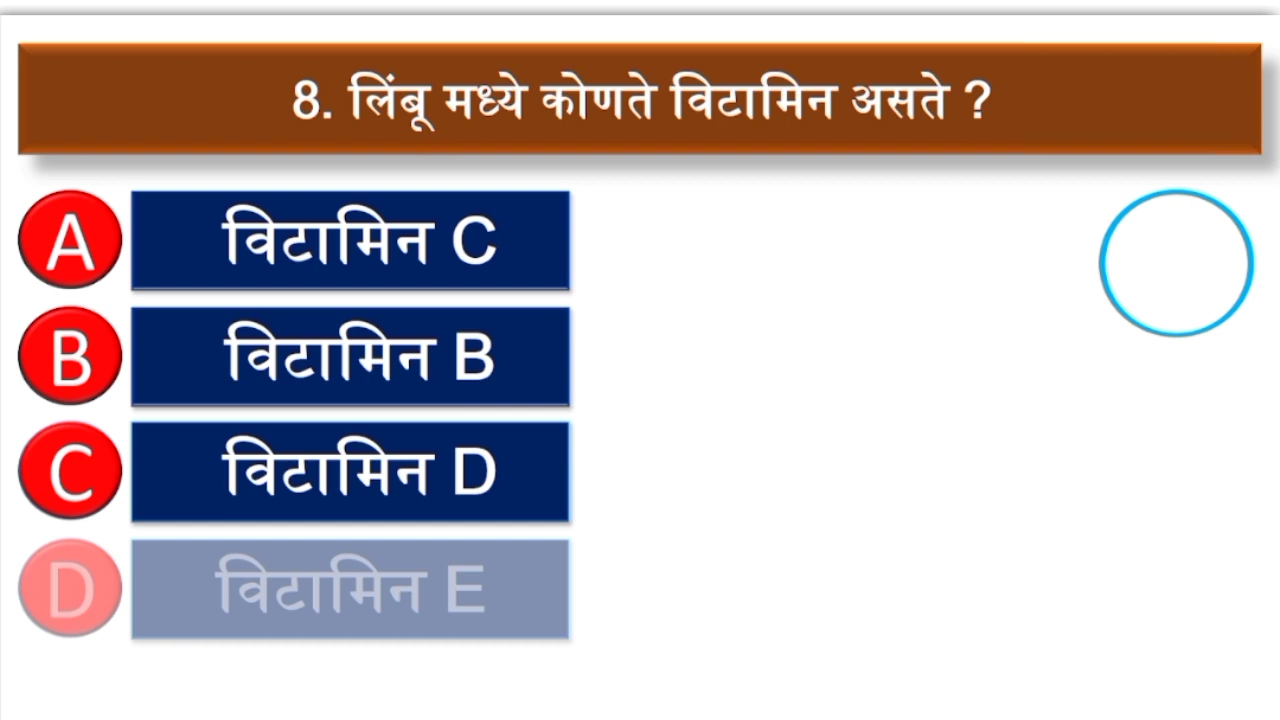 8. लिंबू मध्ये कोणते विटामिन असते ?
A विटामिन C
B विटामिन B
C विटामिन D
D विटामिन E